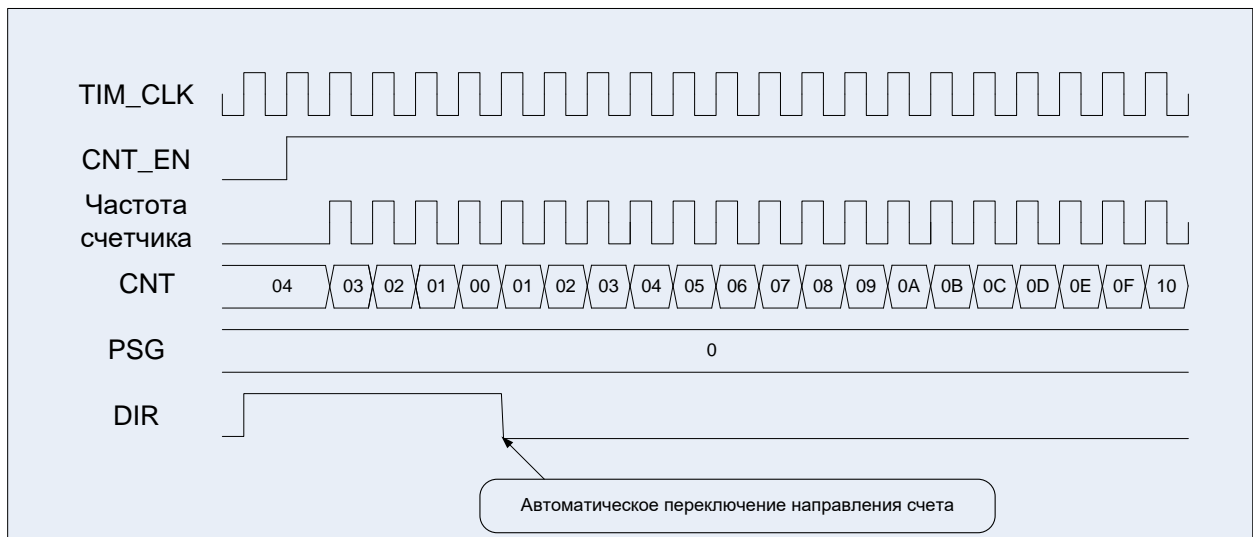 TIM_CLK
CNT_EN
Частота
счетчика
CNT
04 03 02 01 00 01 02 03 04 05 06 07 08 09 0A 0B 0C 0D 0E 0F 10
PSG
0
DIR
Автоматическое переключение направления счета